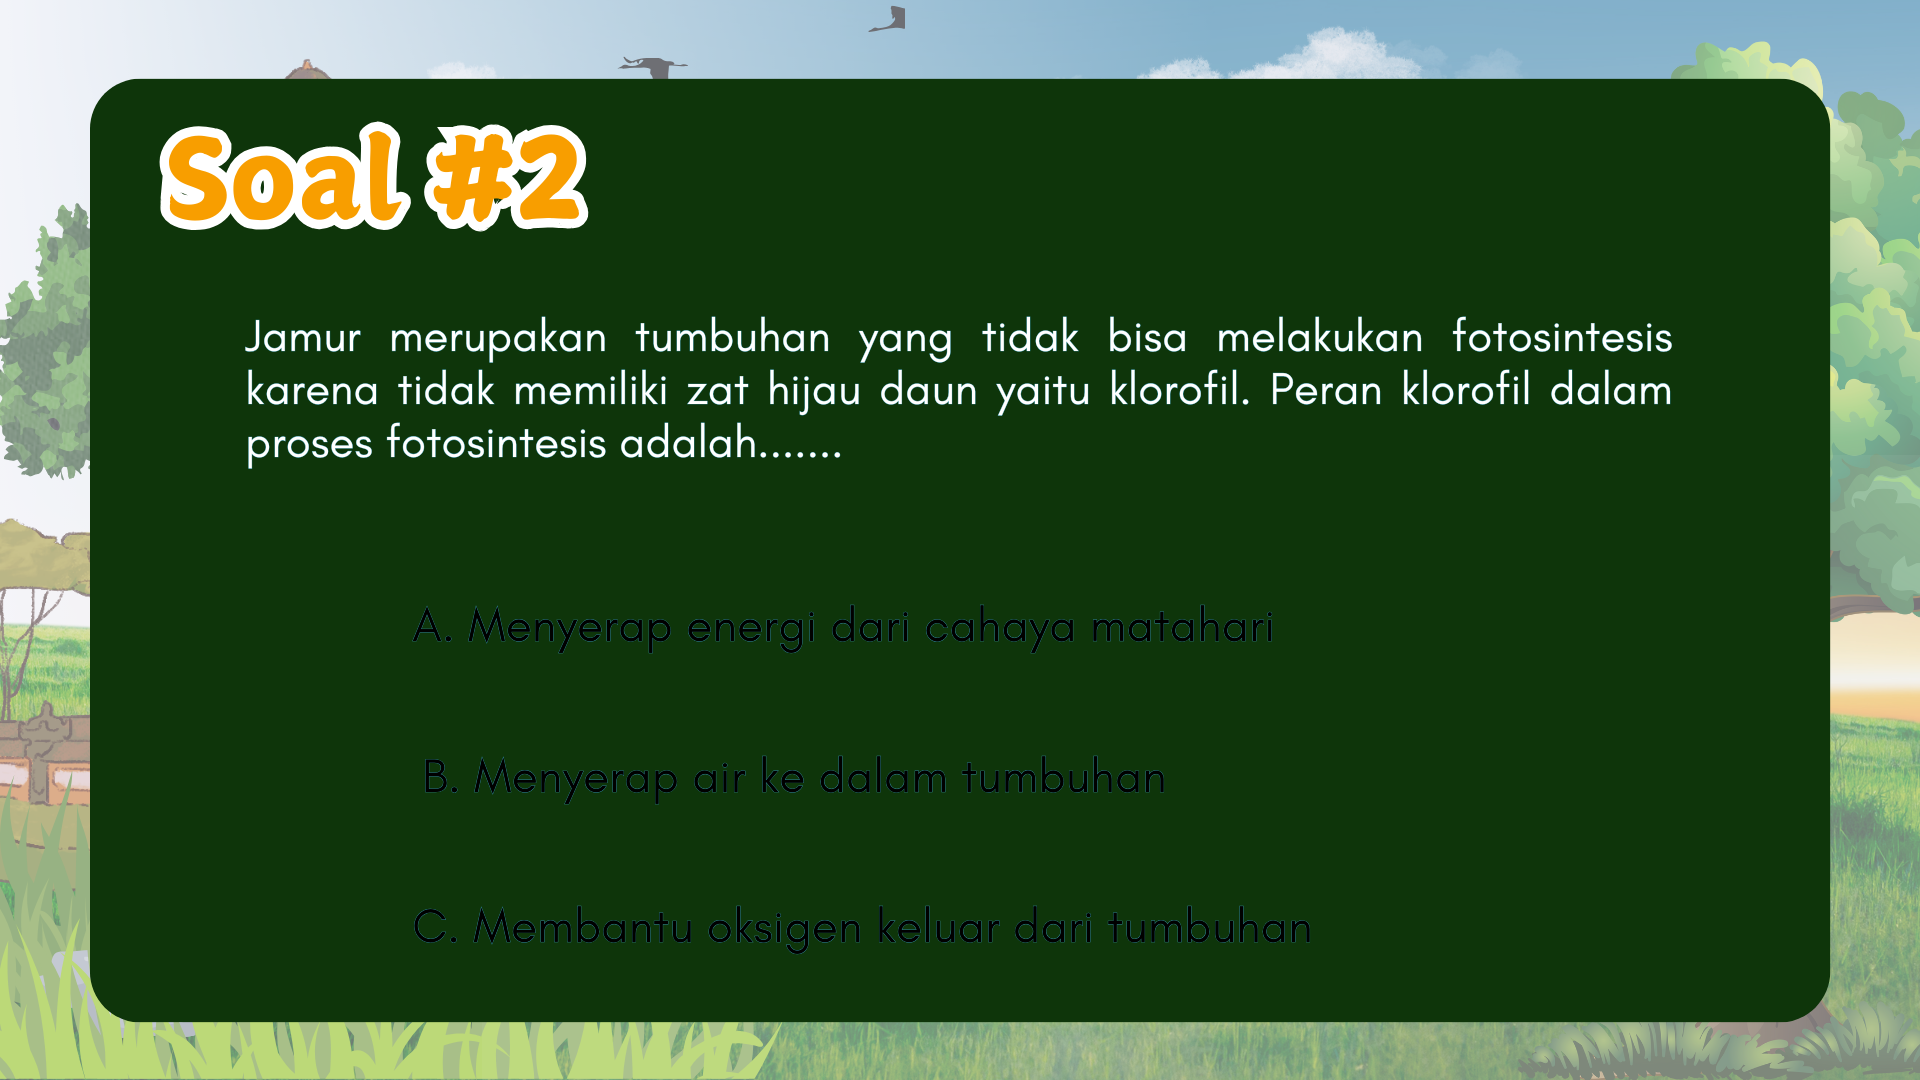 Soal #2
Jamur merupakan tumbuhan yang tidak bisa melakukan fotosintesis
karena tidak memiliki zat hijau daun yaitu klorofil. Peran klorofil dalam
proses fotosintesis adalah.......
A. Menyerap energi dari cahaya matahari
B. Menyerap air ke dalam tumbuhan
C. Membantu oksigen keluar dari tumbuhan